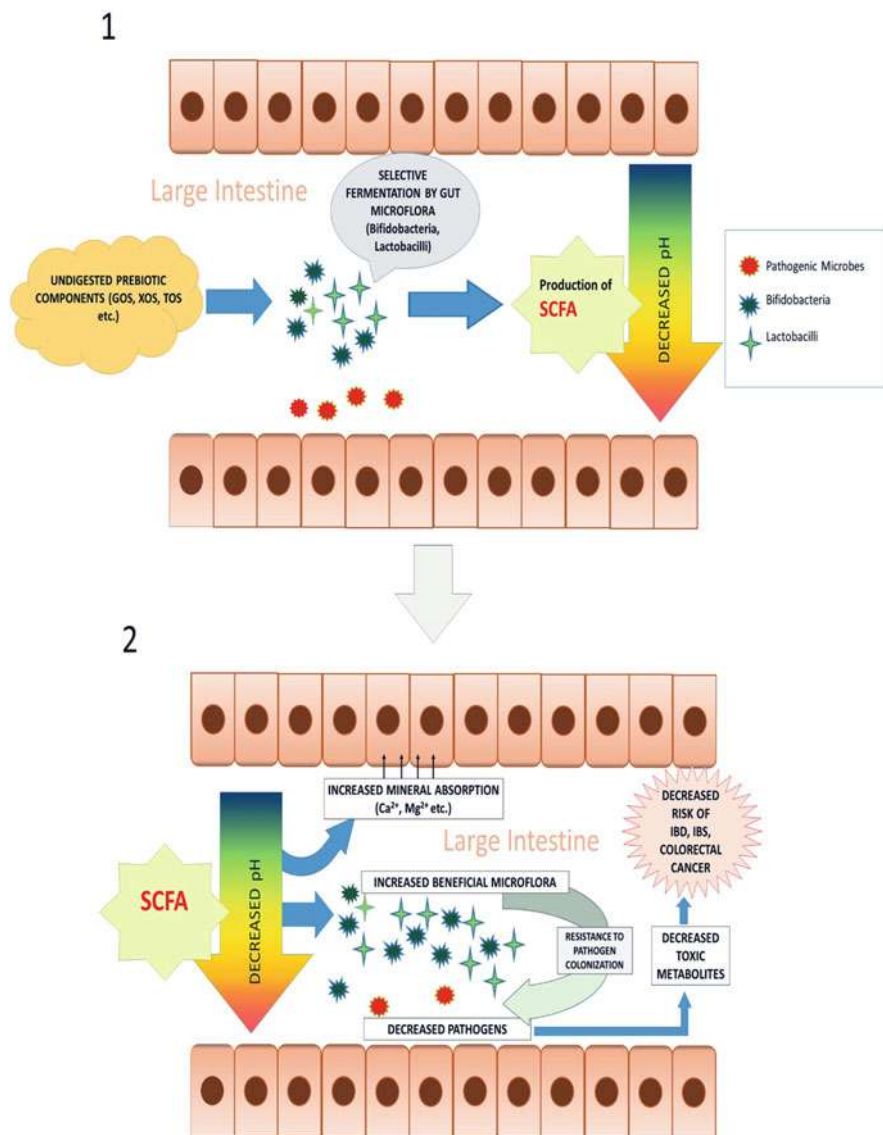 1
Large Intestine
SELECTIVE
FERMENTATION BY GUT
MICROFLORA
(Bifidobacteria,
Lactobacilli)
UNDIGESTED PREBIOTIC
COMPONENTS (GOS, XOS, TOS
etc.)
Production of
SCFA
DECREASED pH
Pathogenic Microbes
Bifidobacteria
Lactobacilli
2
INCREASED MINERAL ABSORPTION
(Ca²⁺, Mg²⁺ etc.)
DECREASED
RISK OF
IBD, IBS,
COLORECTAL
CANCER
Large Intestine
SCFA
DECREASED pH
INCREASED BENEFICIAL MICROFLORA
RESISTANCE TO
PATHOGEN
COLONIZATION
DECREASED
TOXIC
METABOLITES
DECREASED PATHOGENS